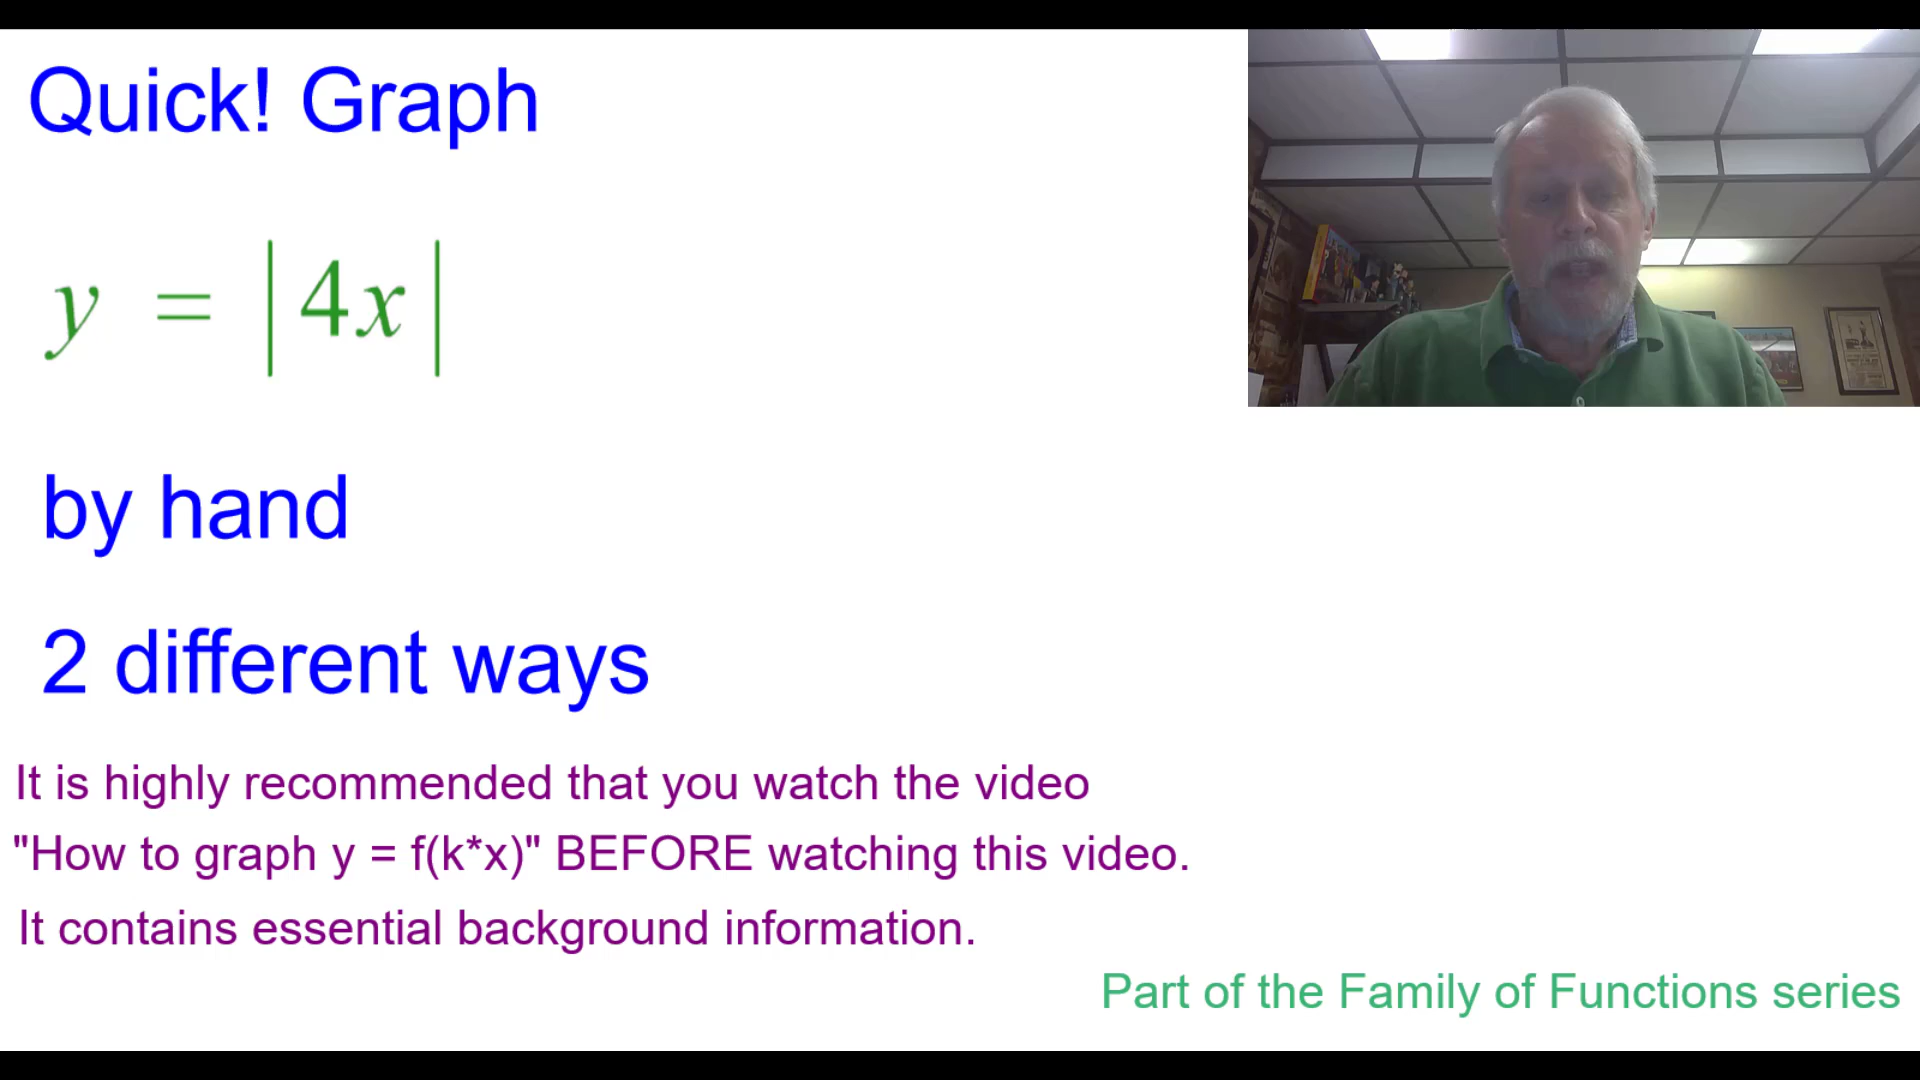 Quick! Graph
y = |4x|
by hand
2 different ways
It is highly recommended that you watch the video
"How to graph y = f(k*x)" BEFORE watching this video.
It contains essential background information.
Part of the Family of Functions series